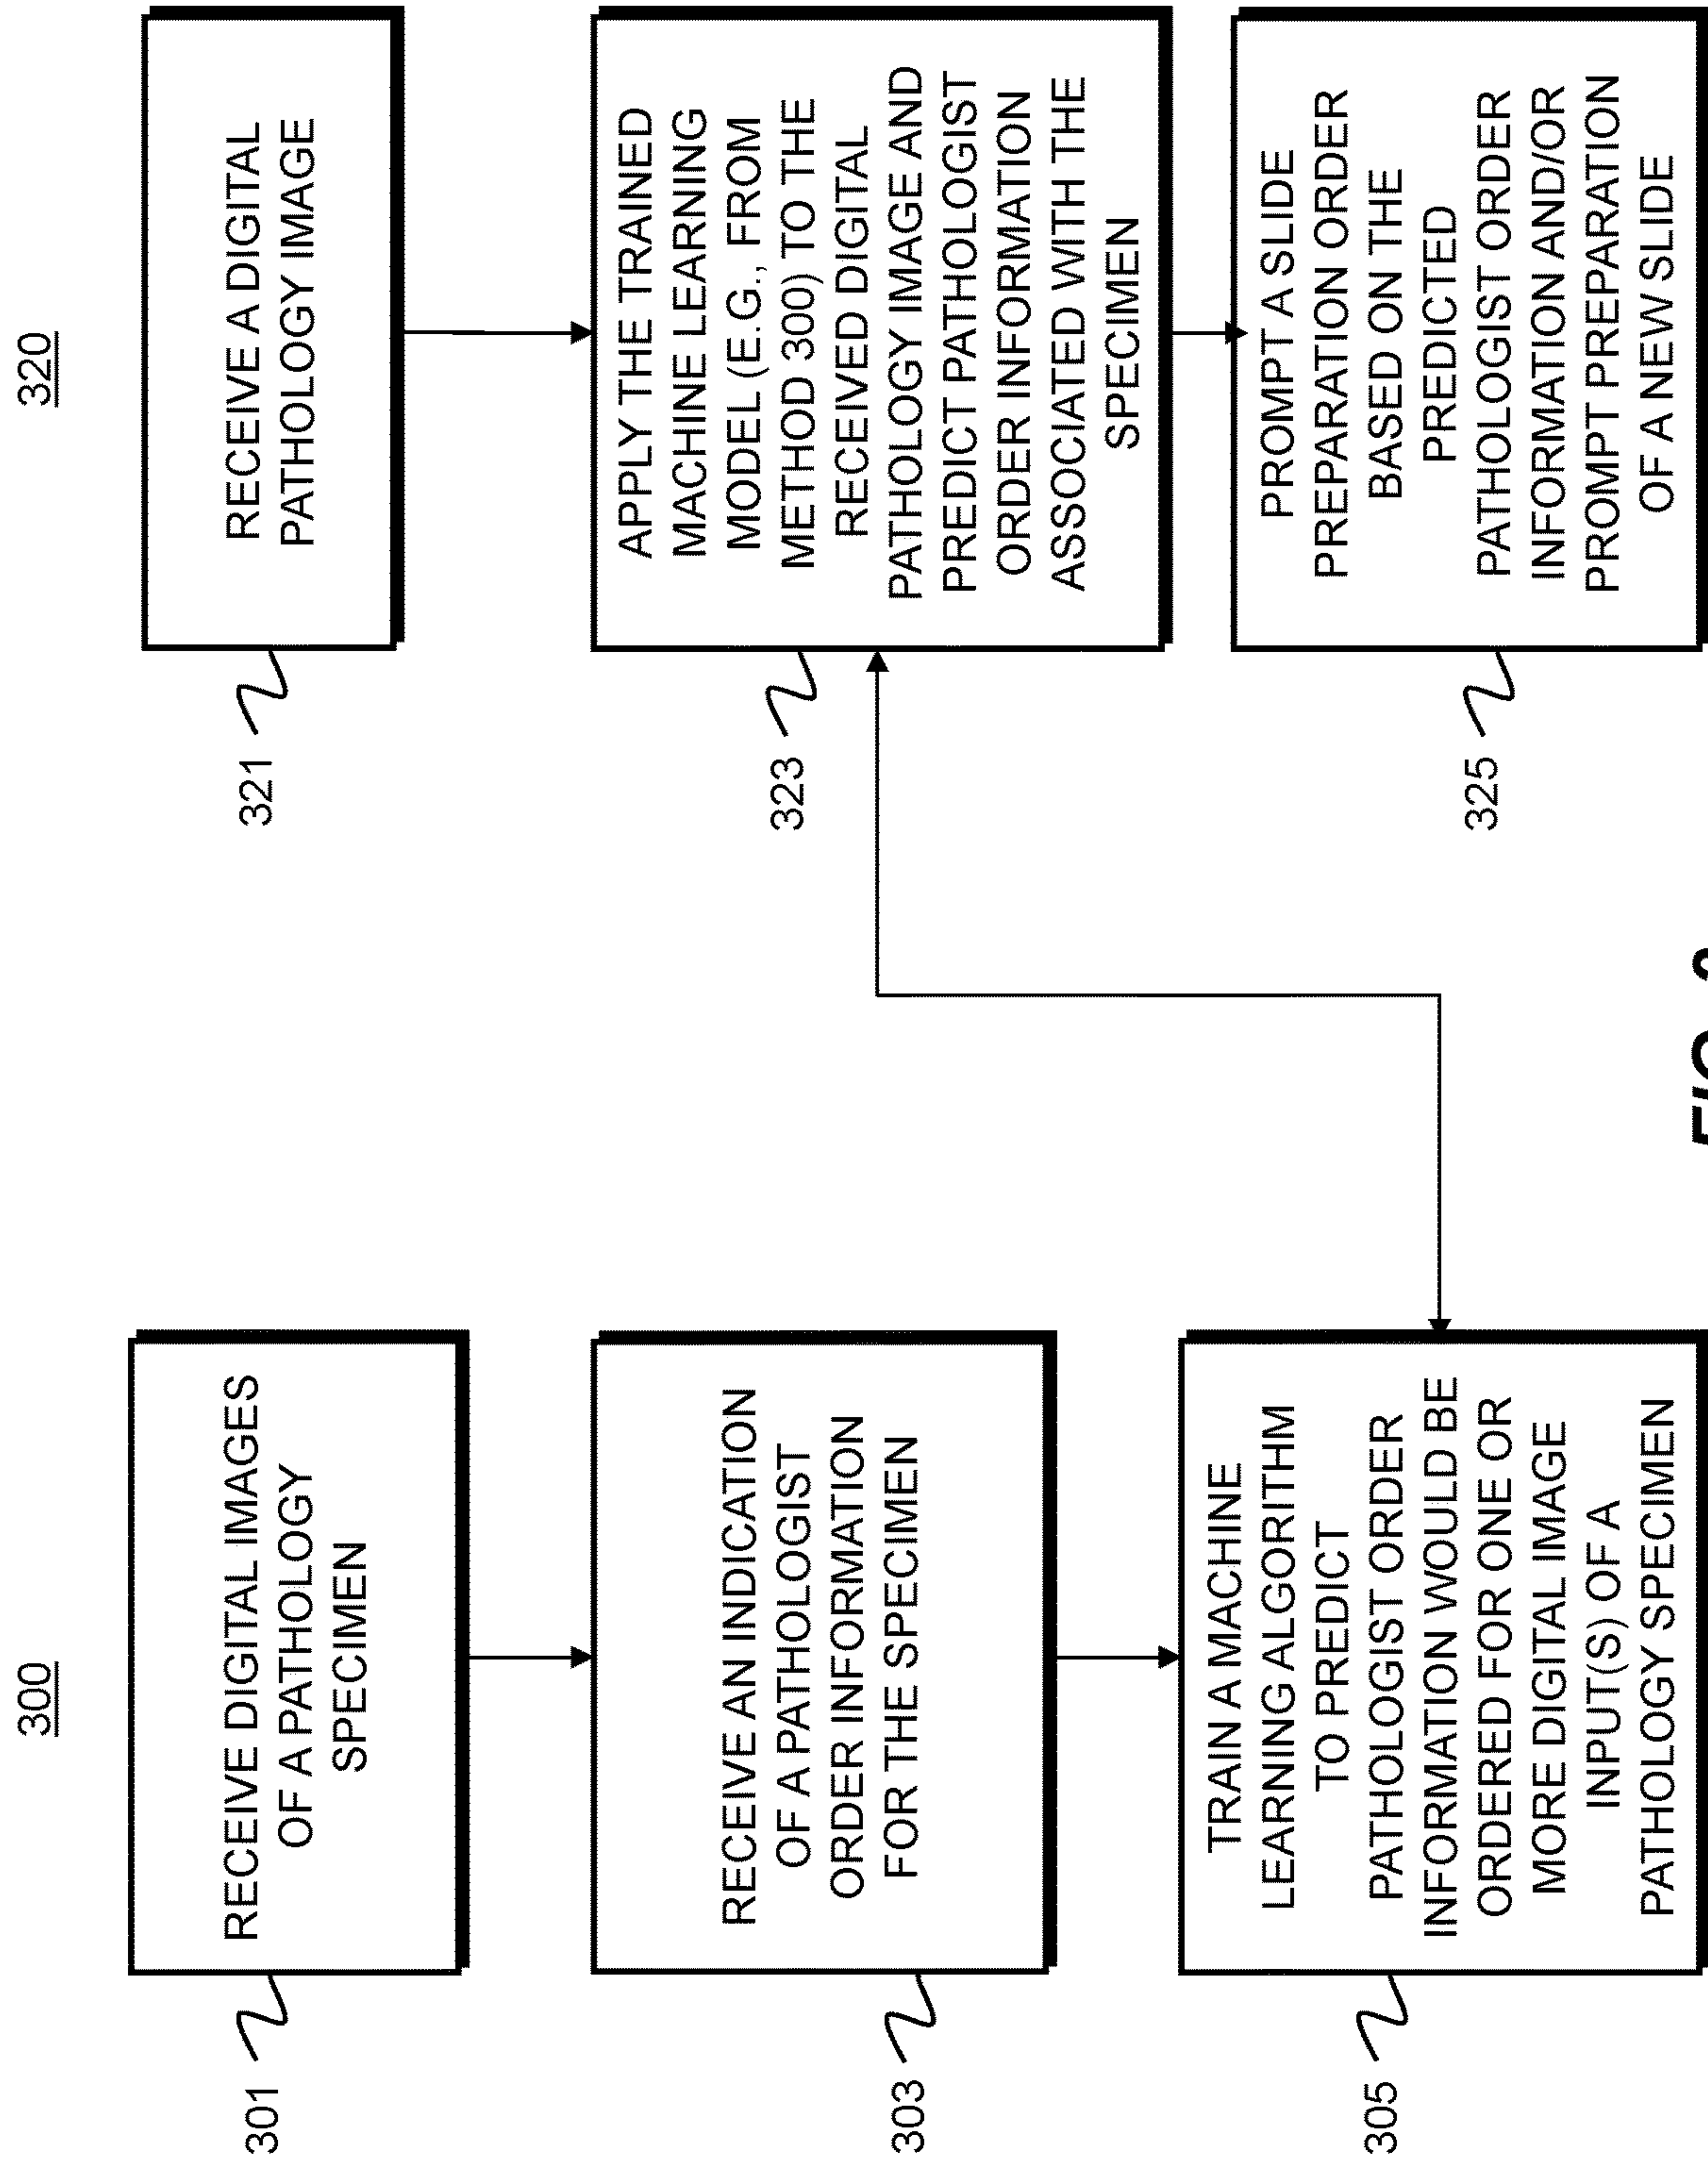 300
301
RECEIVE DIGITAL IMAGES
OF A PATHOLOGY
SPECIMEN
303
RECEIVE AN INDICATION
OF A PATHOLOGIST
ORDER INFORMATION
FOR THE SPECIMEN
305
TRAIN A MACHINE
LEARNING ALGORITHM
TO PREDICT
PATHOLOGIST ORDER
INFORMATION WOULD BE
ORDERED FOR ONE OR
MORE DIGITAL IMAGE
INPUT(S) OF A
PATHOLOGY SPECIMEN
320
321
RECEIVE A DIGITAL
PATHOLOGY IMAGE
323
APPLY THE TRAINED
MACHINE LEARNING
MODEL (E.G., FROM
METHOD 300) TO THE
RECEIVED DIGITAL
PATHOLOGY IMAGE AND
PREDICT PATHOLOGIST
ORDER INFORMATION
ASSOCIATED WITH THE
SPECIMEN
325
PROMPT A SLIDE
PREPARATION ORDER
BASED ON THE
PREDICTED
PATHOLOGIST ORDER
INFORMATION AND/OR
PROMPT PREPARATION
OF A NEW SLIDE
FIG.